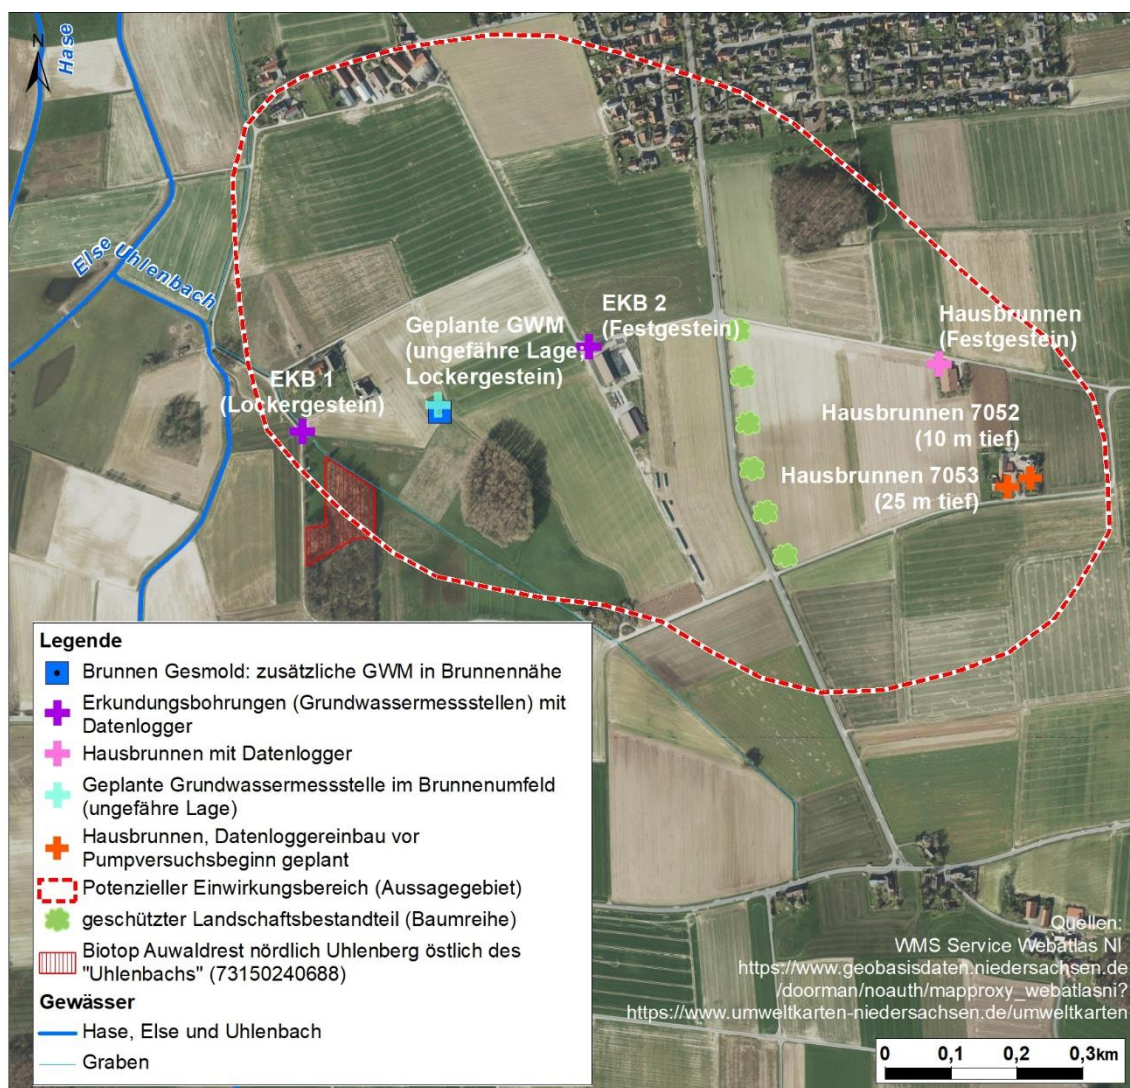 N
Hase
Else
Uhlenbach
EKB 2
(Festgestein)
Geplante GWM
(ungefähre Lage,
Lockergestein)
Hausbrunnen
(Festgestein)
EKB 1
(Lockergestein)
Hausbrunnen 7052
(10 m tief)
Hausbrunnen 7053
(25 m tief)
Legende
Brunnen Gesmold: zusätzliche GWM in Brunnennähe
Erkundungsbohrungen (Grundwassermessstellen) mit
Datenlogger
Hausbrunnen mit Datenlogger
Geplante Grundwassermessstelle im Brunnenumfeld
(ungefähre Lage)
Hausbrunnen, Datenloggereinbau vor
Pumpversuchsbeginn geplant
Potenzieller Einwirkungsbereich (Aussagegebiet)
geschützter Landschaftsbestandteil (Baumreihe)
Biotop Auwaldrest nördlich Uhlenberg östlich des
"Uhlenbachs" (73150240688)
Gewässer
Hase, Else und Uhlenbach
Graben
Quellen:
WMS Service Webatlas NI
https://www.geobasisdaten.niedersachsen.de
/doorman/noauth/mapproxy_webatlasni?
https://www.umweltkarten-niedersachsen.de/umweltkarten
0 0,1 0,2 0,3 km